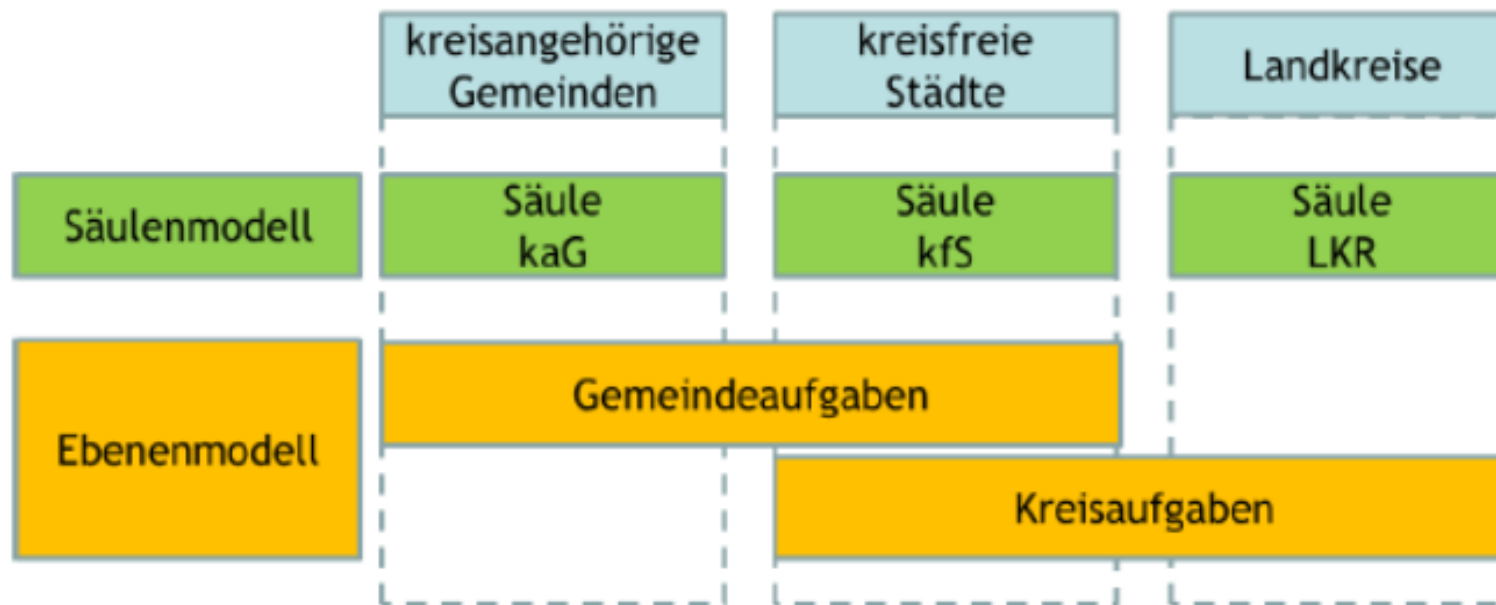 kreisangehörige
Gemeinden
kreisfreie
Städte
Landkreise
Säulenmodell
Säule
kaG
Säule
kfS
Säule
LKR
Ebenenmodell
Gemeindeaufgaben
Kreisaufgaben